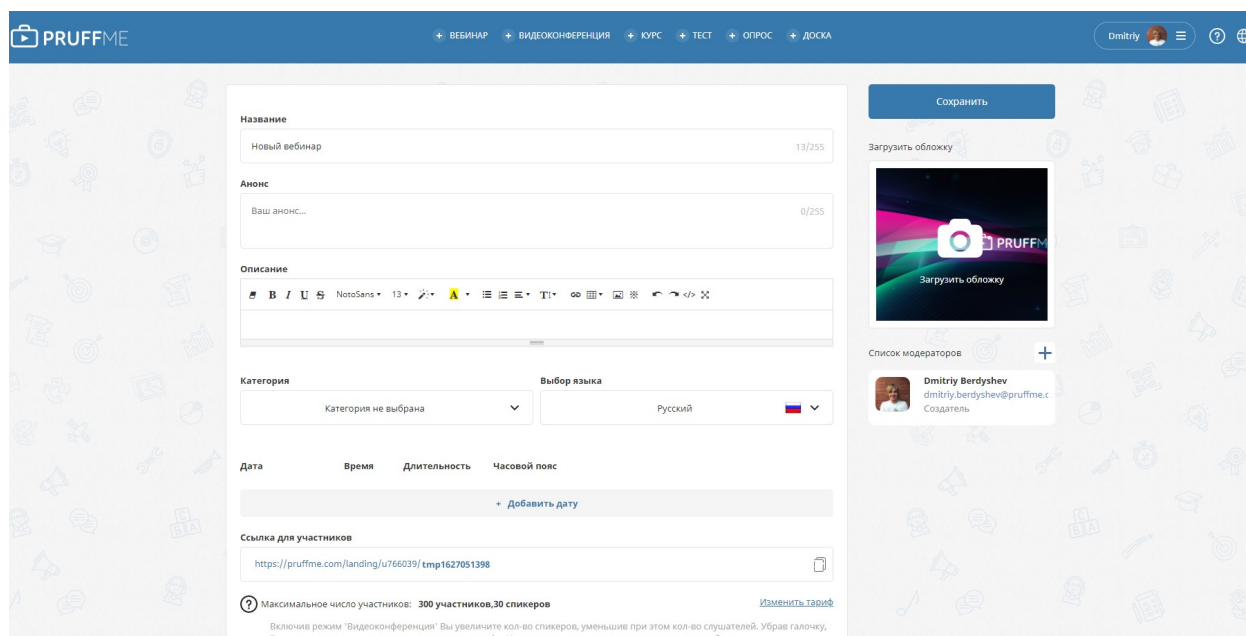 PRUFFME
+ ВЕБИНАР + ВИДЕОКОНФЕРЕНЦИЯ + КУРС + ТЕСТ + ОПРОС + ДОСКА
Dmitriy
Название
Новый вебинар 13/255
Анонс
Ваш анонс... 0/255
Описание
B I U S NotoSans 13 A
Категория Выбор языка
Категория не выбрана Русский
Дата Время Длительность Часовой пояс
+ Добавить дату
Ссылка для участников
https://pruffme.com/landing/u766039/tmp1627051398
Максимальное число участников: 300 участников,30 спикеров Изменить тариф
Включив режим 'Видеоконференция' Вы увеличите кол-во спикеров, уменьшив при этом кол-во слушателей. Убрав галочку,
Сохранить
Загрузить обложку
PRUFFM
Загрузить обложку
Список модераторов +
Dmitriy Berdyshev
dmitriy.berdyshev@pruffme.c
Создатель